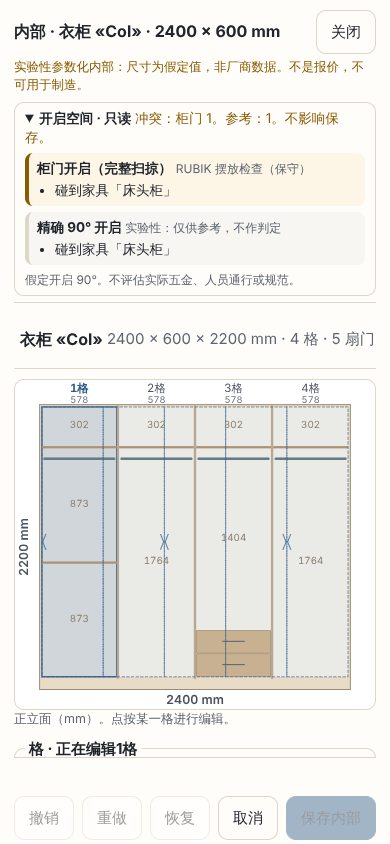 内部 · 衣柜 «Col» · 2400 × 600 mm
关闭
实验性参数化内部：尺寸为假定值，非厂商数据。不是报价，不
可用于制造。
▼ 开启空间 · 只读 冲突：柜门 1。参考：1。不影响保
存。
柜门开启（完整扫掠） RUBIK 摆放检查（保守）
• 碰到家具「床头柜」
精确 90° 开启 实验性：仅供参考，不作判定
• 碰到家具「床头柜」
假定开启 90°。不评估实际五金、人员通行或规范。
衣柜 «Col» 2400 × 600 × 2200 mm · 4 格 · 5 扇门
1格 2格 3格 4格
578 578 578 578
302 302 302 302
873 1764 1404 1764
873
2200 mm
2400 mm
正立面（mm）。点按某一格进行编辑。
格 · 正在编辑1格
撤销 重做 恢复 取消 保存内部